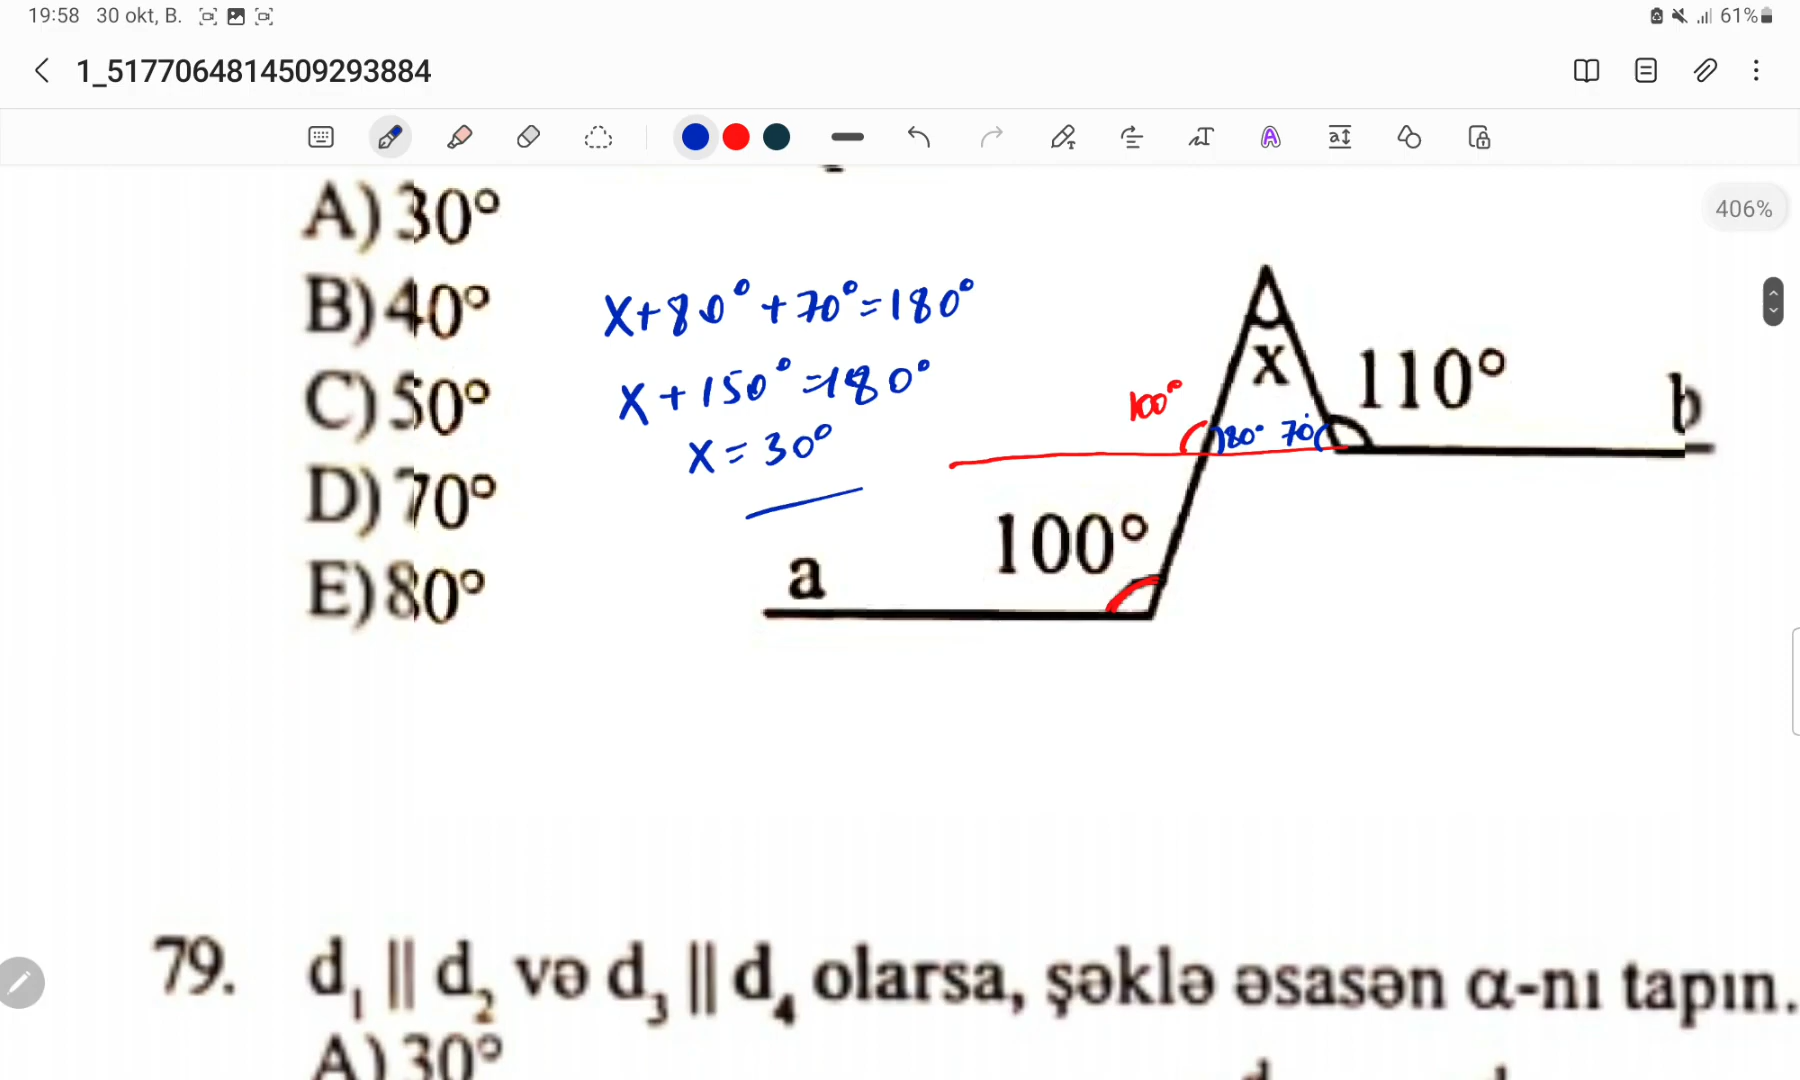 19:58 30 okt, B.
61%
1_5177064814509293884
406%
A) 30°
B) 40°
C) 50°
D) 70°
E) 80°
x+80°+70°=180°
x+150°=180°
x=30°
x
110°
b
100°
80° 70°
100°
a
79. d₁ || d₂ və d₃ || d₄ olarsa, şəklə əsasən α-nı tapın.
A) 30°